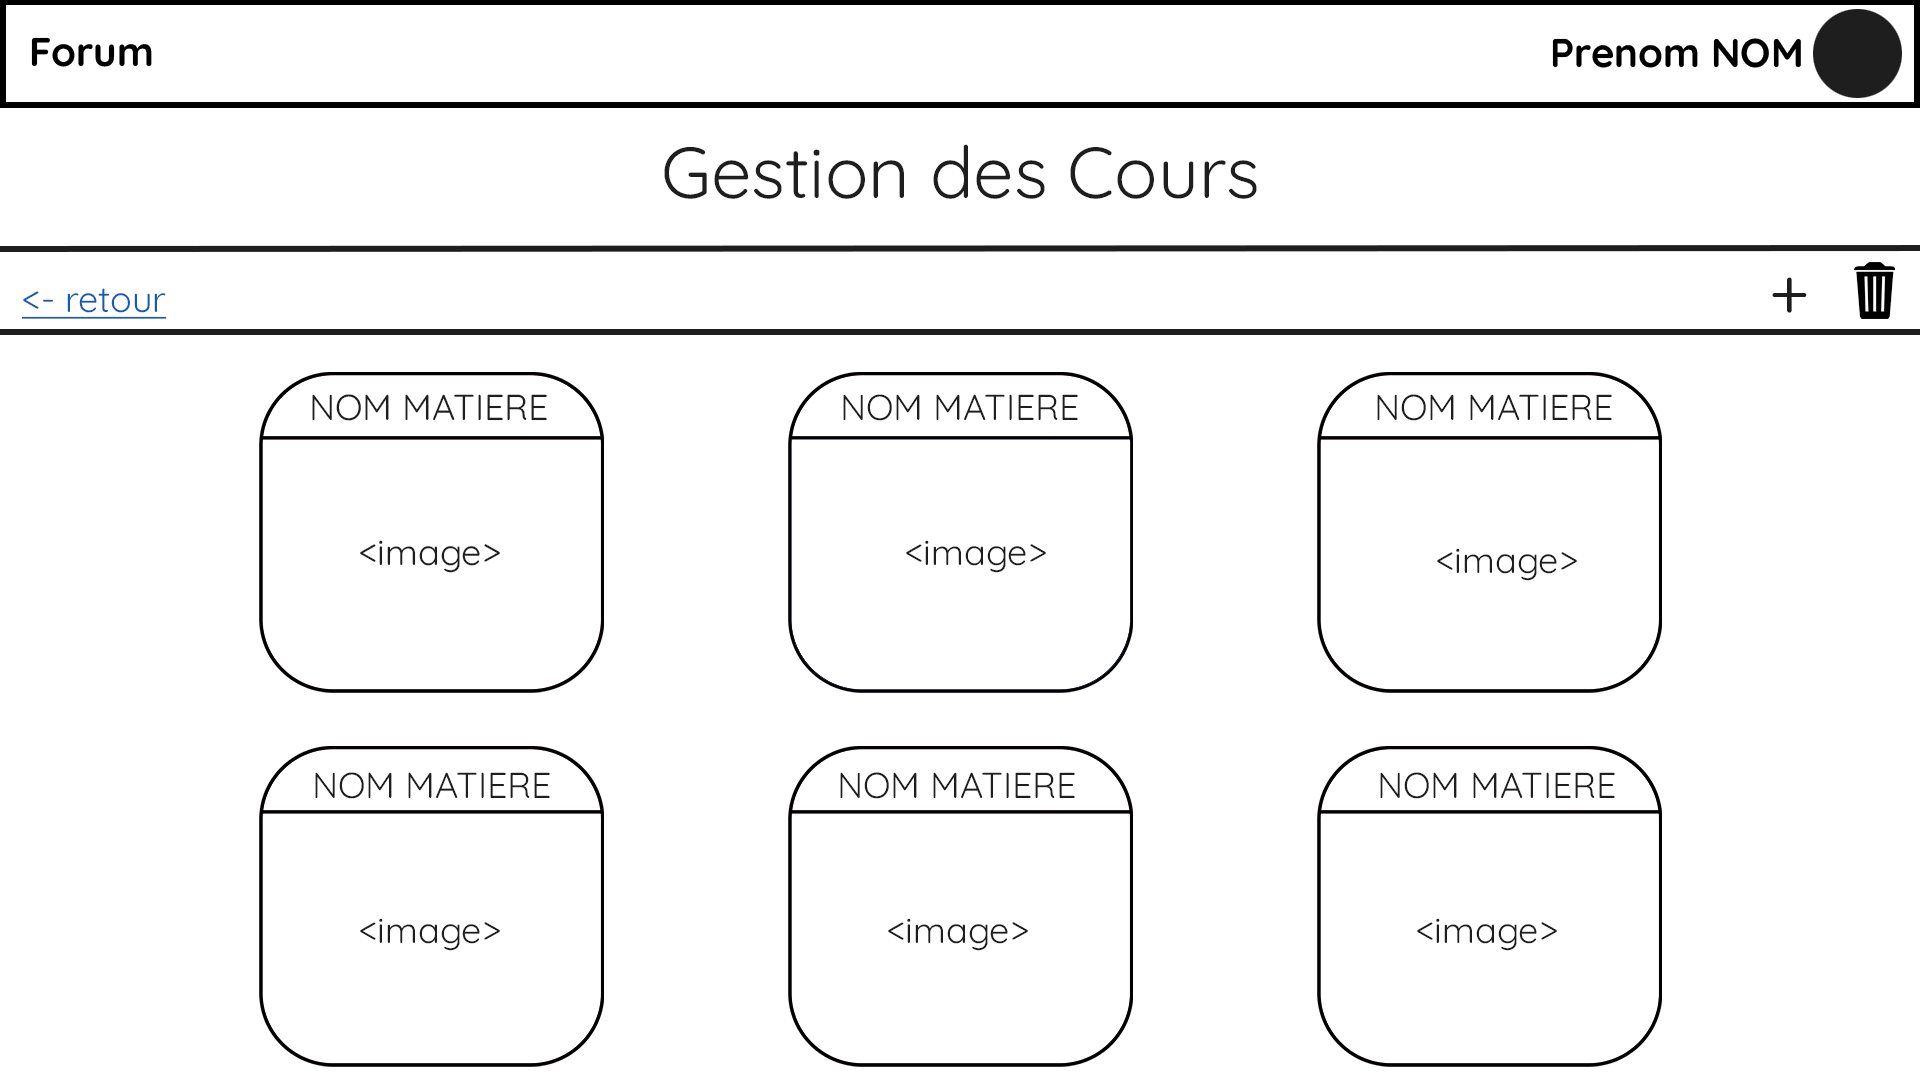 Forum
Prenom NOM
Gestion des Cours
<- retour
+
NOM MATIERE
NOM MATIERE
NOM MATIERE
<image>
<image>
<image>
NOM MATIERE
NOM MATIERE
NOM MATIERE
<image>
<image>
<image>